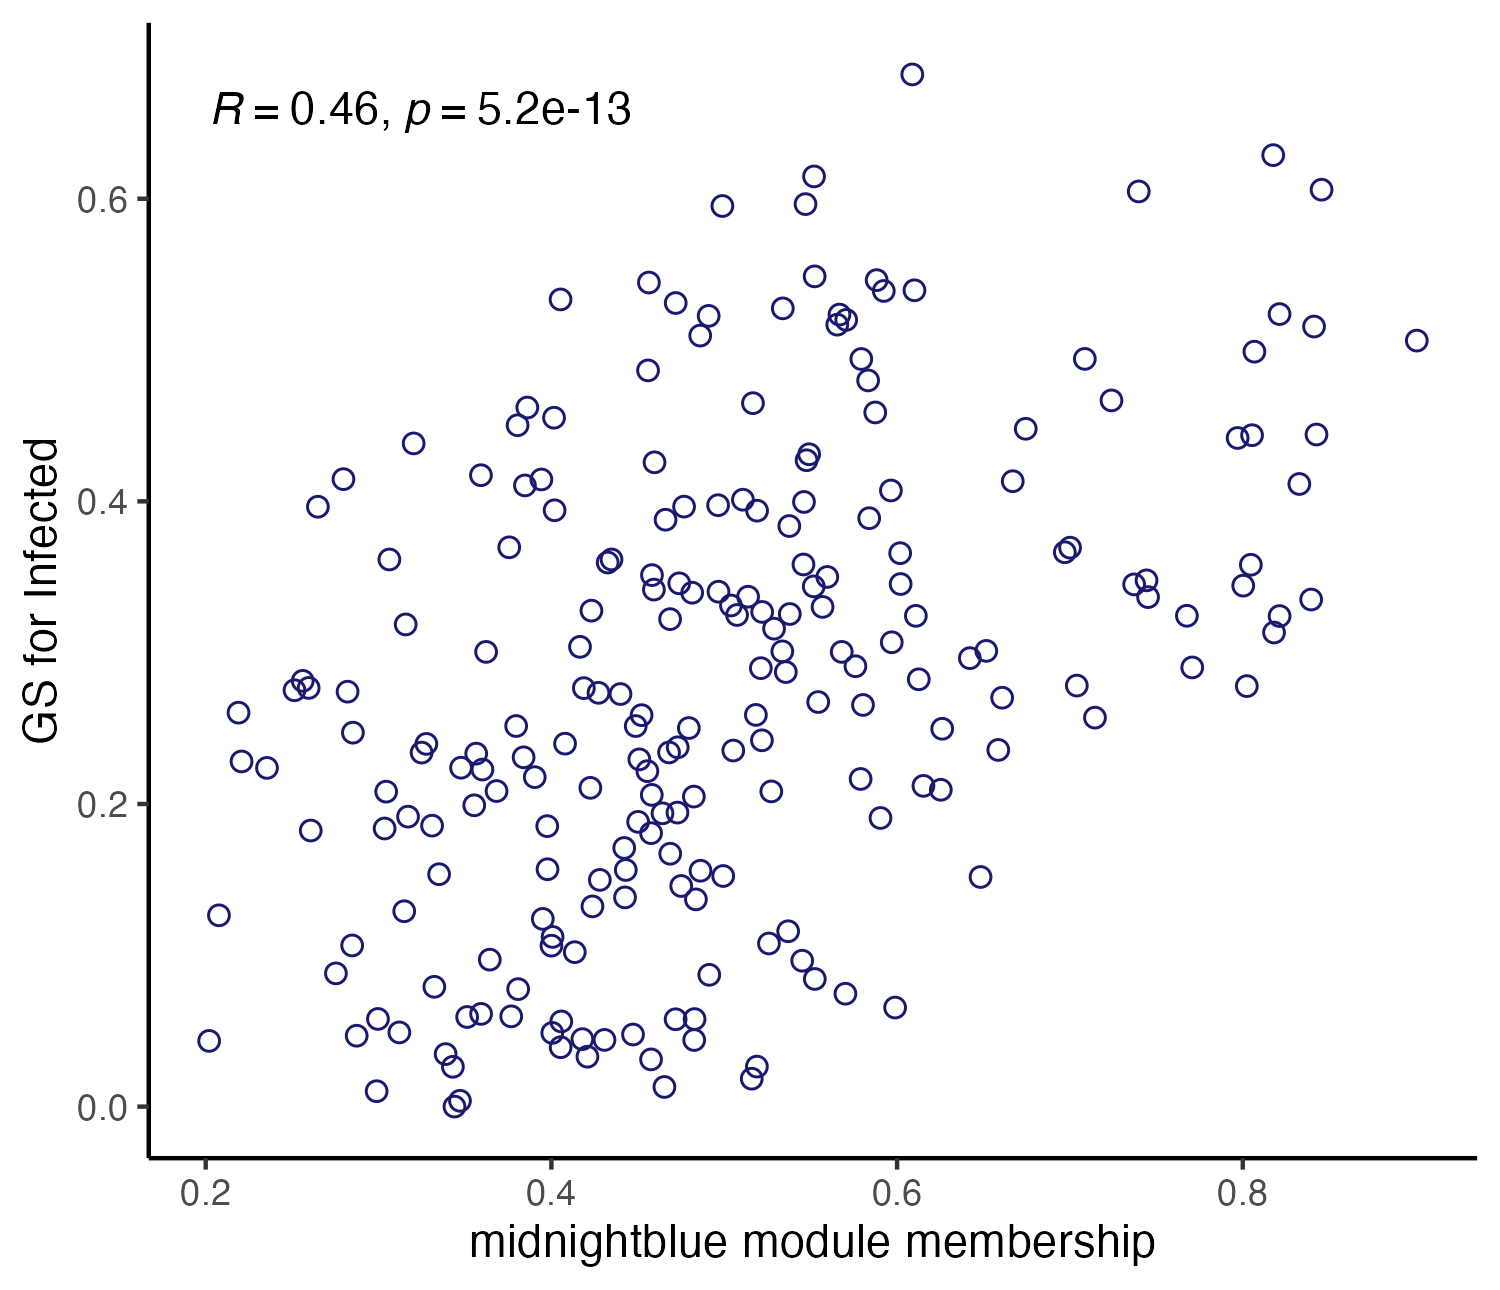 R = 0.46, p = 5.2e-13
GS for Infected
0.6
0.4
0.2
0.0
0.2 0.4 0.6 0.8
midnightblue module membership